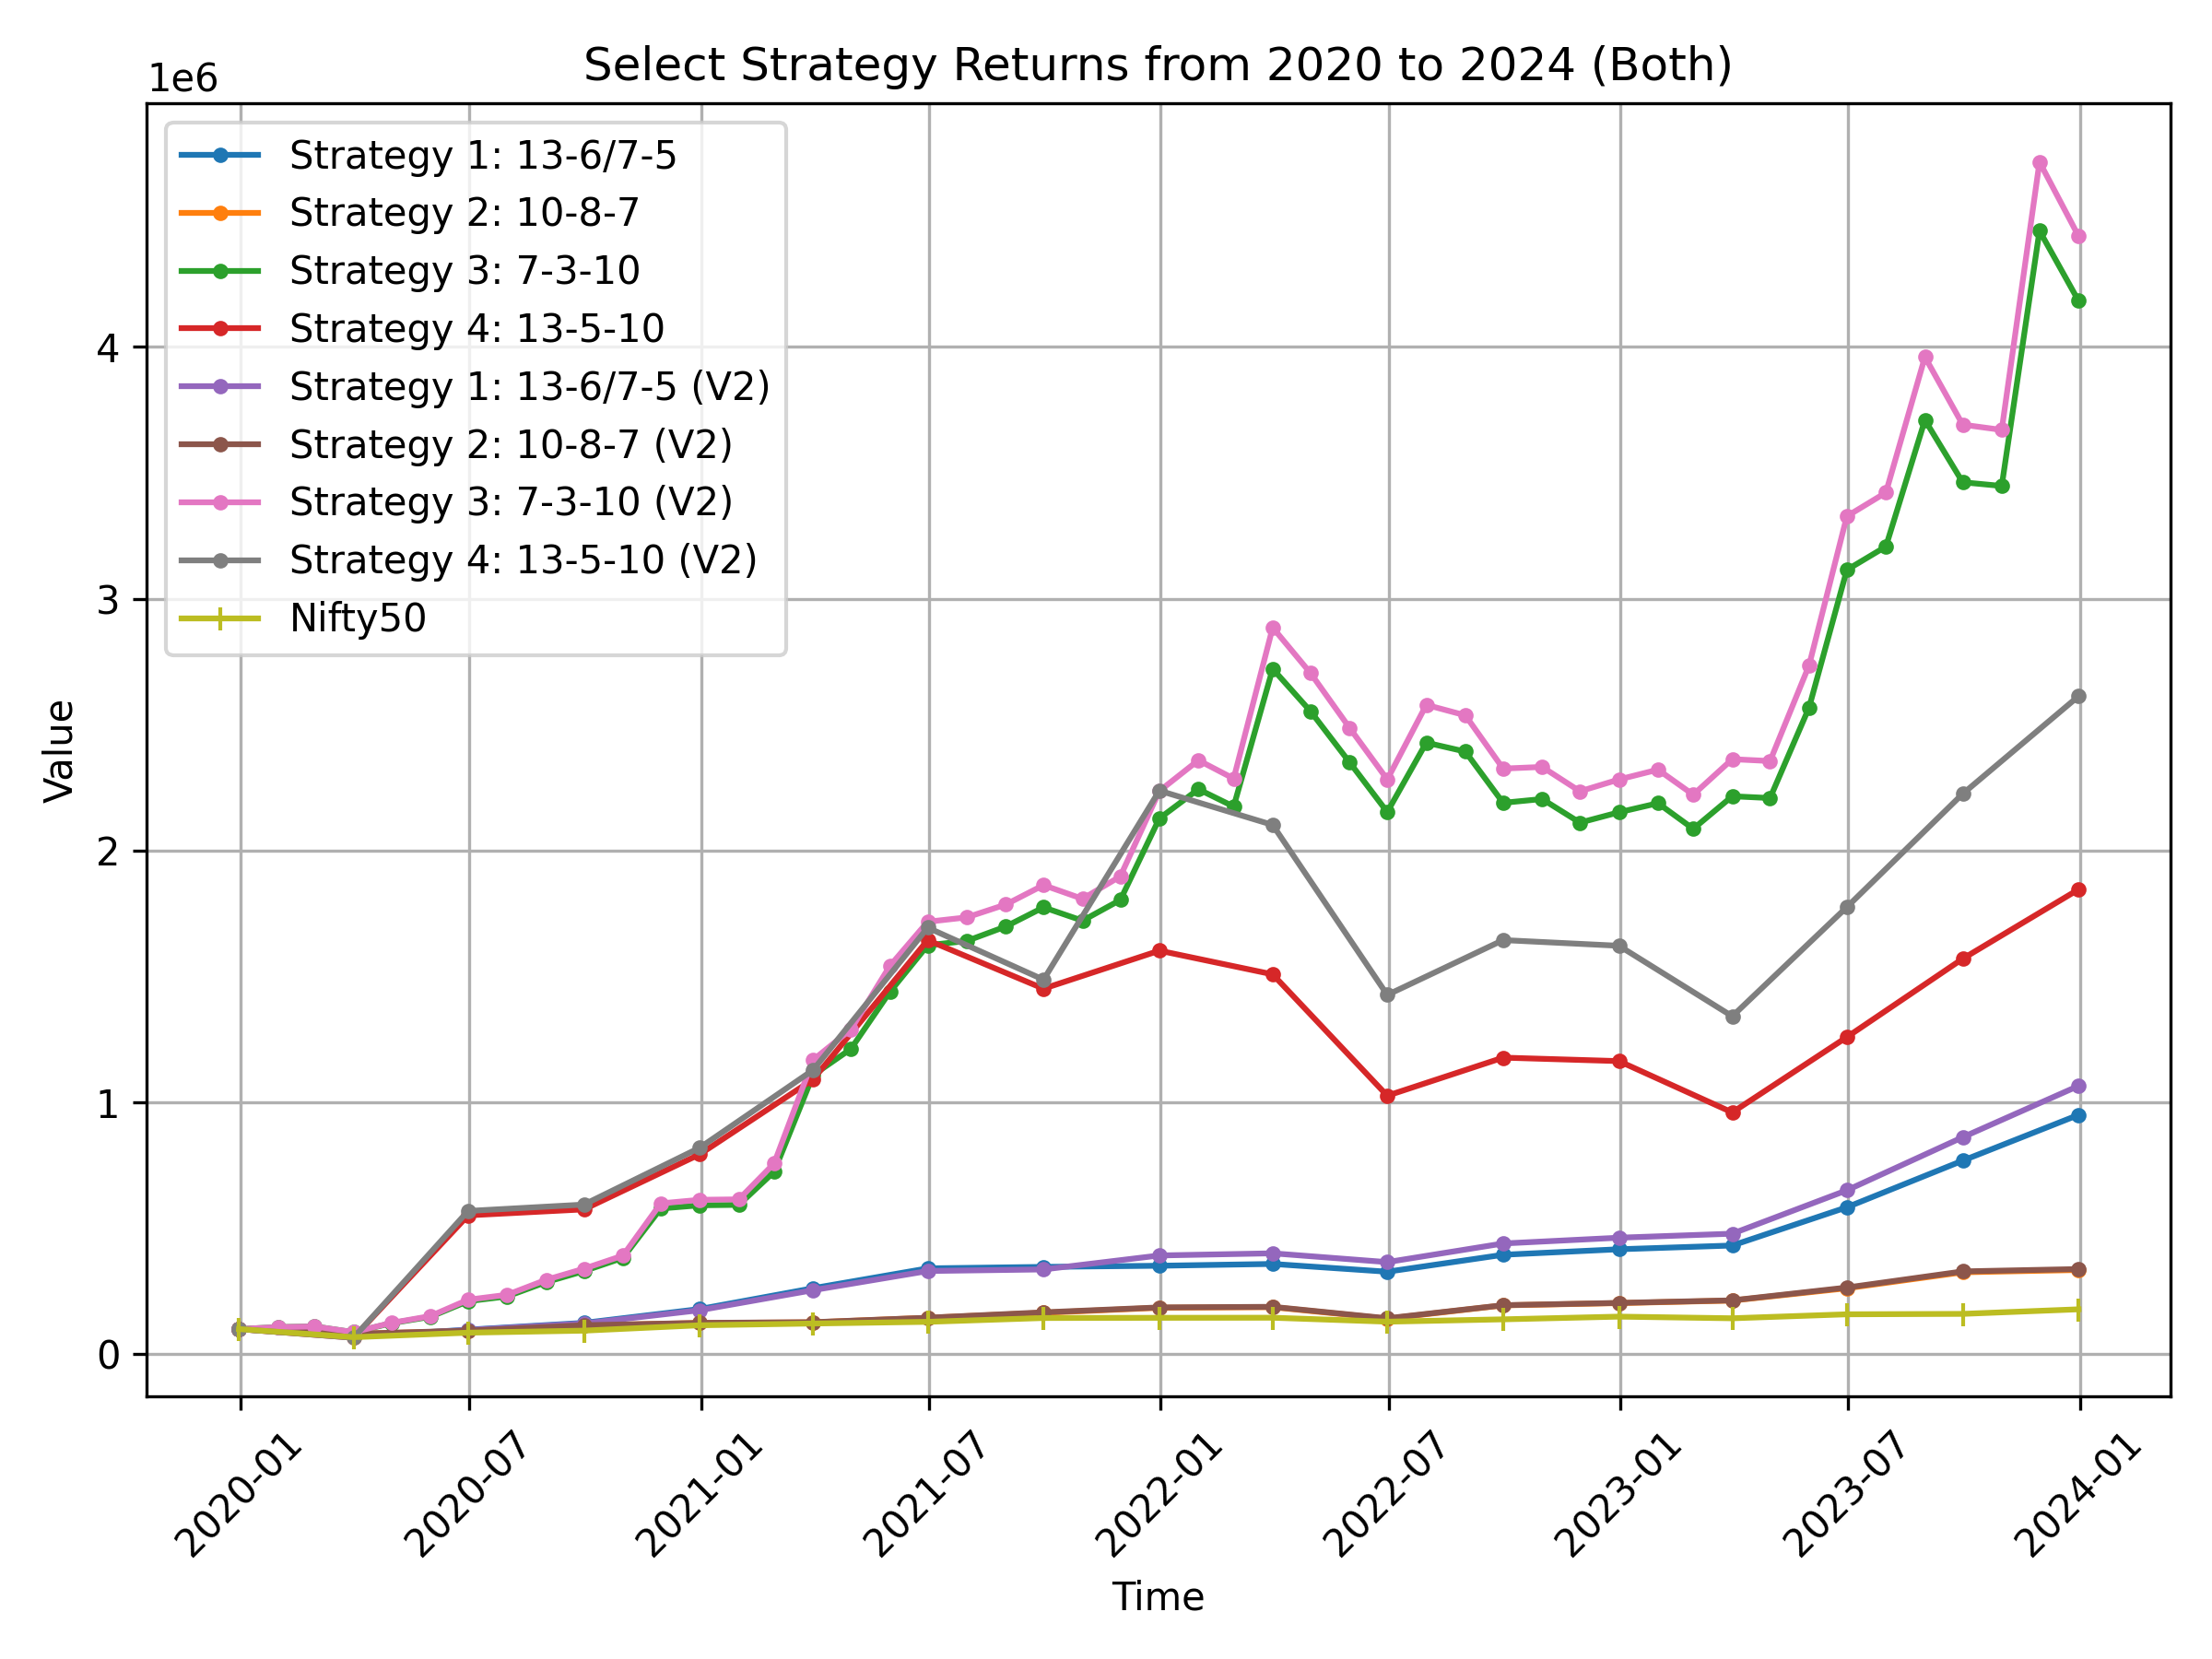 Select Strategy Returns from 2020 to 2024 (Both)
1e6
Strategy 1: 13-6/7-5
Strategy 2: 10-8-7
Strategy 3: 7-3-10
Strategy 4: 13-5-10
Strategy 1: 13-6/7-5 (V2)
Strategy 2: 10-8-7 (V2)
Strategy 3: 7-3-10 (V2)
Strategy 4: 13-5-10 (V2)
Nifty50
4
3
2
1
0
Value
2020-01
2020-07
2021-01
2021-07
2022-01
2022-07
2023-01
2023-07
2024-01
Time